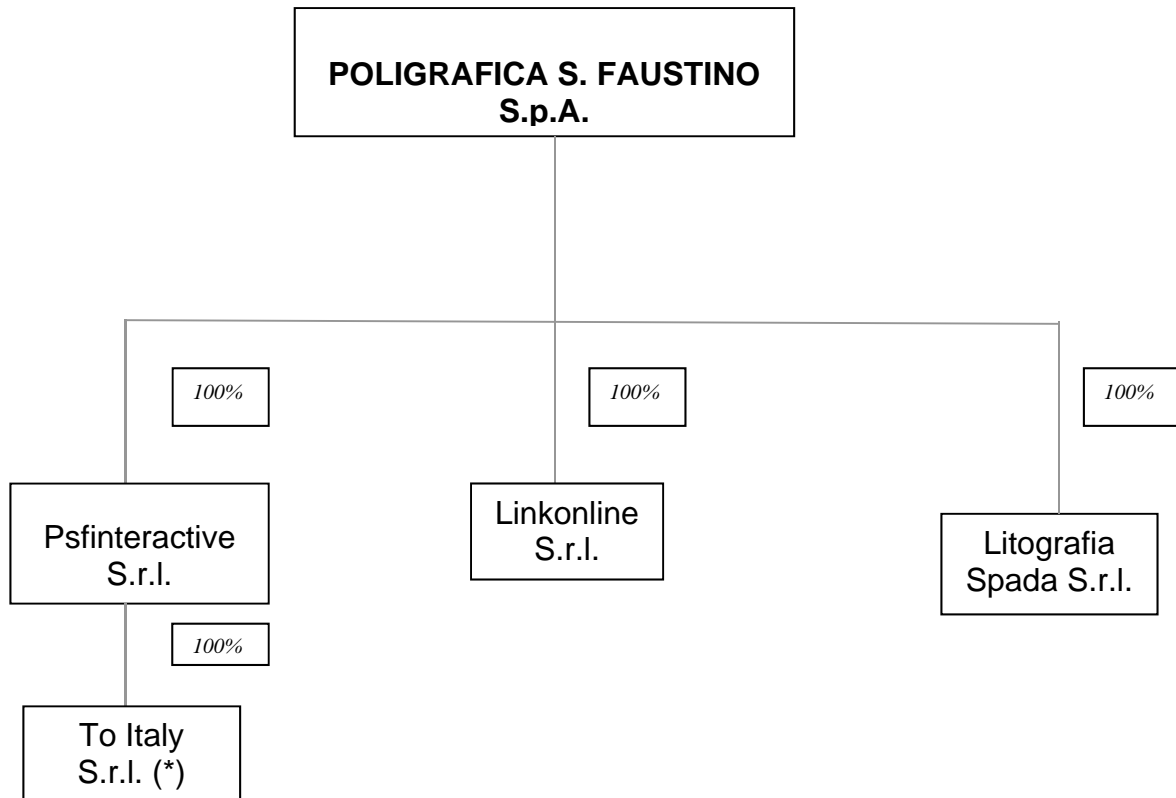 POLIGRAFICA S. FAUSTINO
S.p.A.
100%
100%
100%
Psfinteractive
S.r.l.
Linkonline
S.r.l.
Litografia
Spada S.r.l.
100%
To Italy
S.r.l. (*)